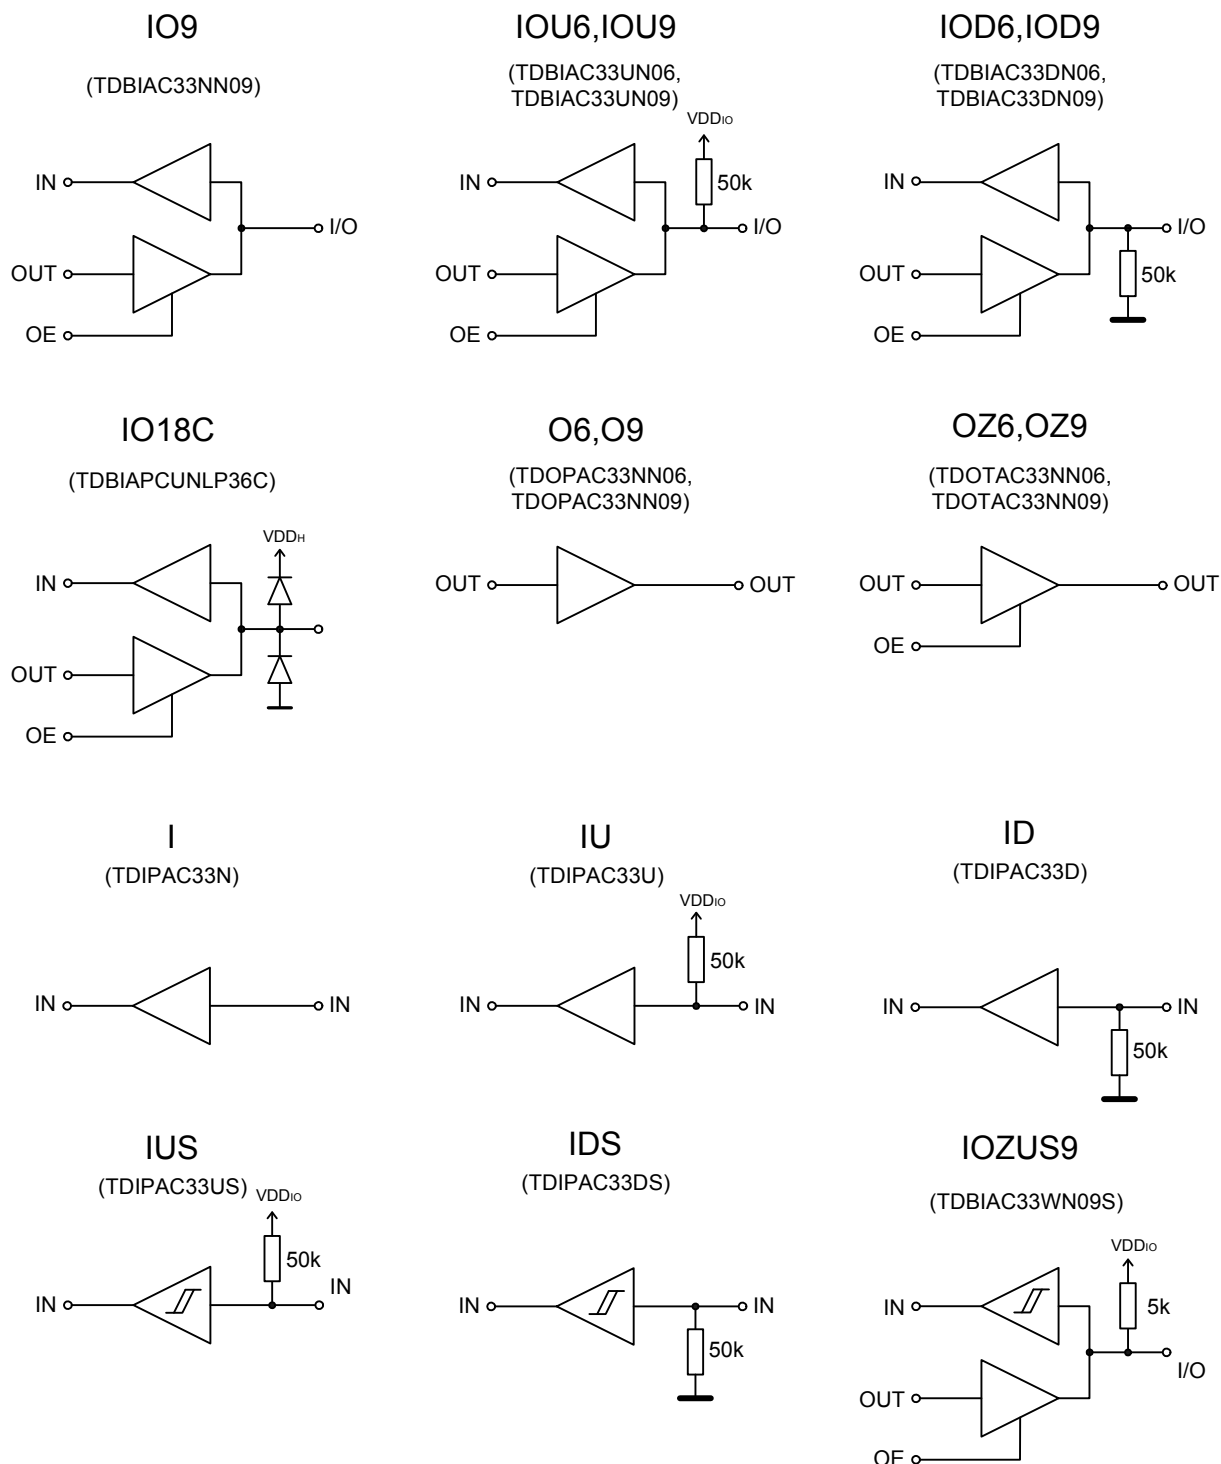 IO9
(TDBIAC33NN09)
IN
I/O
OUT
OE
IOU6,IOU9
(TDBIAC33UN06,
TDBIAC33UN09)
VDDIO
50k
IN
I/O
OUT
OE
IOD6,IOD9
(TDBIAC33DN06,
TDBIAC33DN09)
IN
I/O
OUT
50k
OE
IO18C
(TDBIAPCUNLP36C)
VDDH
IN
OUT
OE
O6,O9
(TDOPAC33NN06,
TDOPAC33NN09)
OUT
OUT
OZ6,OZ9
(TDOTAC33NN06,
TDOTAC33NN09)
OUT
OUT
OE
I
(TDIPAC33N)
IN
IN
IU
(TDIPAC33U)
VDDIO
50k
IN
IN
ID
(TDIPAC33D)
IN
IN
50k
IUS
(TDIPAC33US)
VDDIO
50k
IN
IN
IDS
(TDIPAC33DS)
IN
IN
50k
IOZUS9
(TDBIAC33WN09S)
VDDIO
IN
5k
I/O
OUT
OE